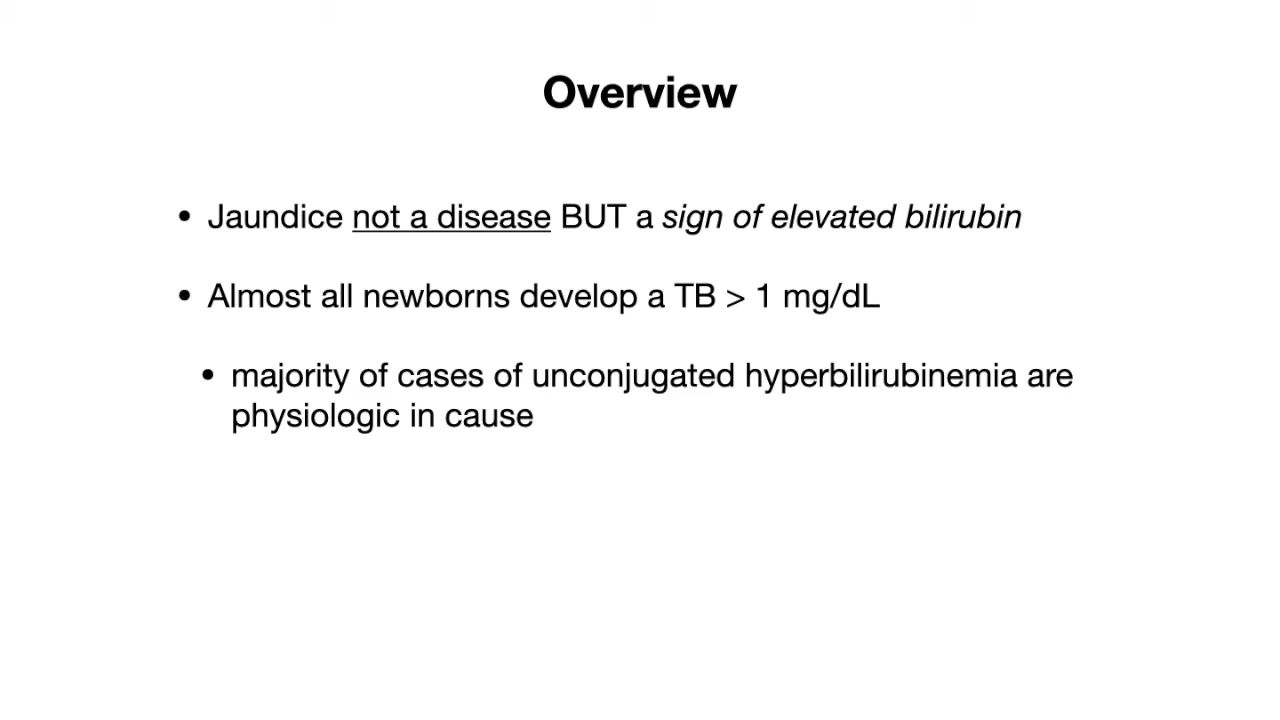 Overview
• Jaundice not a disease BUT a sign of elevated bilirubin
• Almost all newborns develop a TB > 1 mg/dL
• majority of cases of unconjugated hyperbilirubinemia are
physiologic in cause